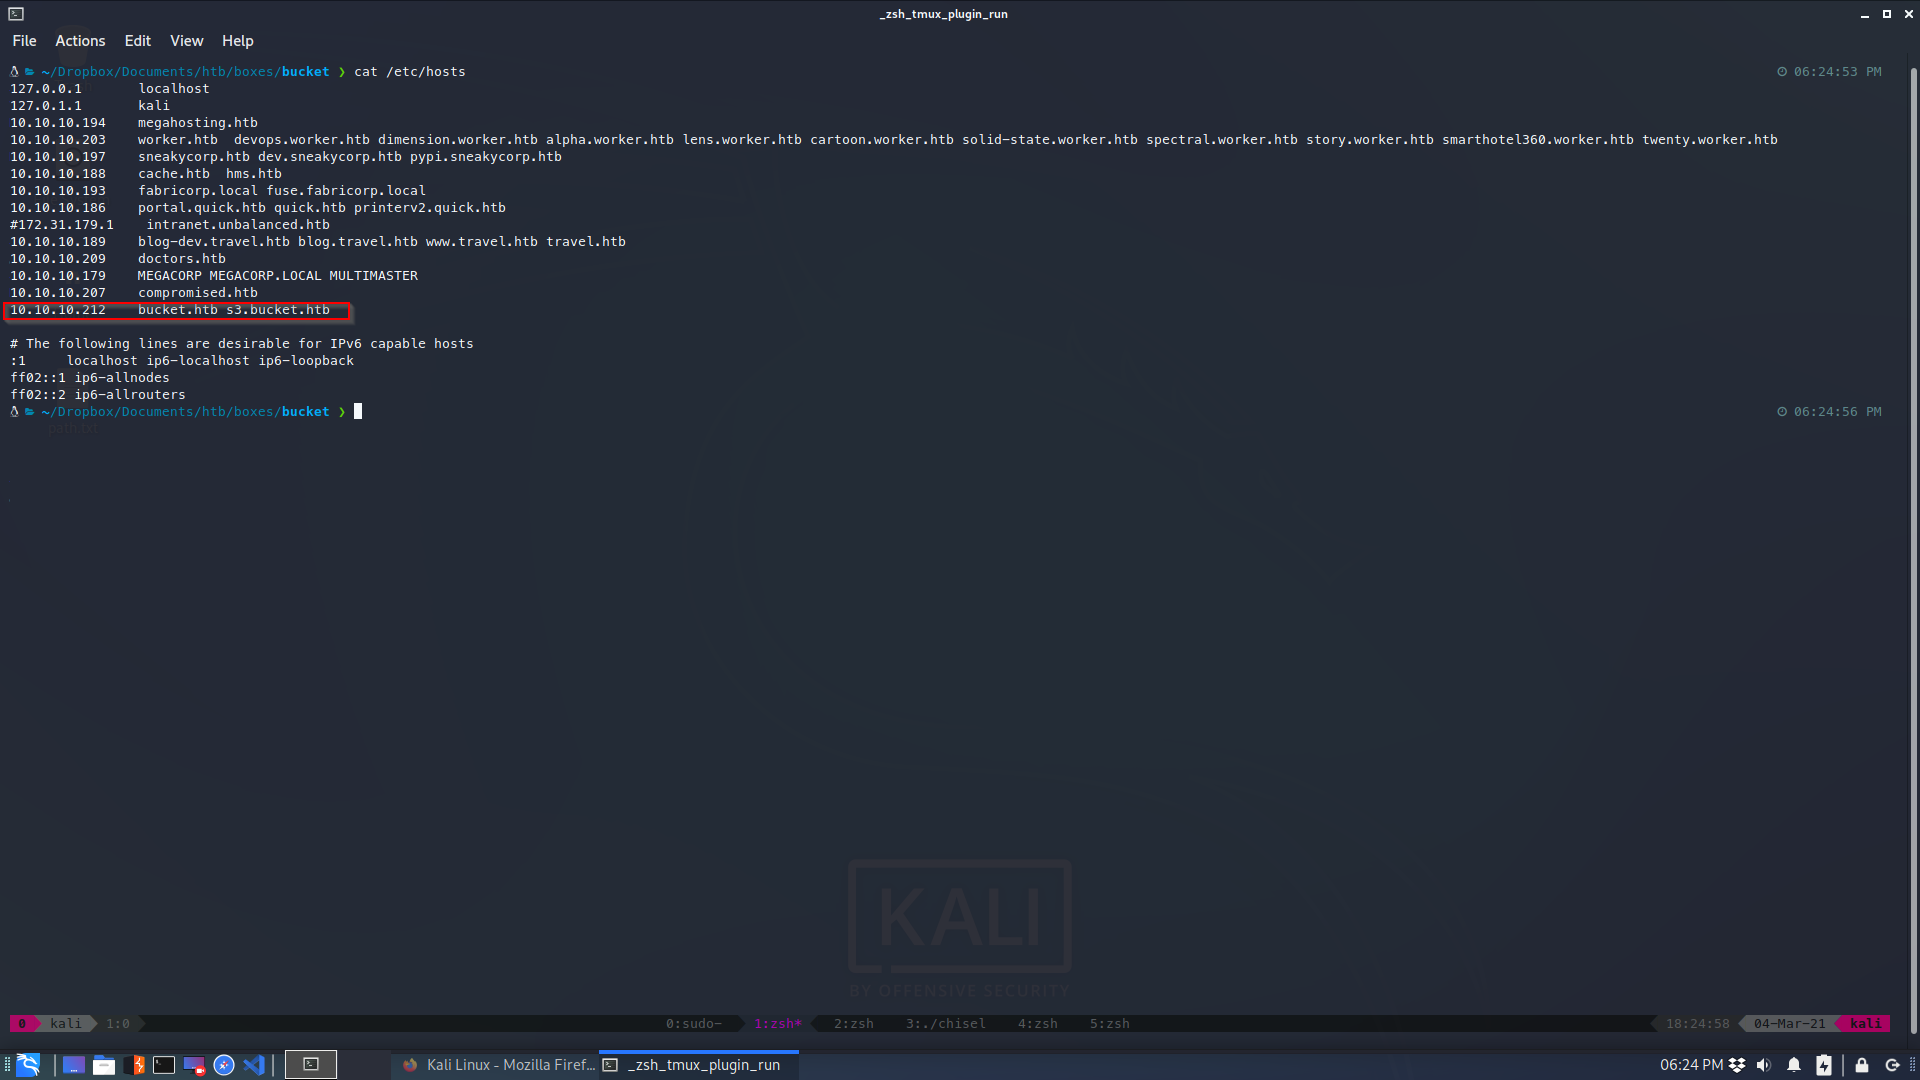 _zsh_tmux_plugin_run
File Actions Edit View Help
~/Dropbox/Documents/htb/boxes/bucket ❯ cat /etc/hosts 06:24:53 PM
127.0.0.1 localhost
127.0.1.1 kali
10.10.10.194 megahosting.htb
10.10.10.203 worker.htb devops.worker.htb dimension.worker.htb alpha.worker.htb lens.worker.htb cartoon.worker.htb solid-state.worker.htb spectral.worker.htb story.worker.htb smarthotel360.worker.htb twenty.worker.htb
10.10.10.197 sneakycorp.htb dev.sneakycorp.htb pypi.sneakycorp.htb
10.10.10.188 cache.htb hms.htb
10.10.10.193 fabricorp.local fuse.fabricorp.local
10.10.10.186 portal.quick.htb quick.htb printerv2.quick.htb
#172.31.179.1 intranet.unbalanced.htb
10.10.10.189 blog-dev.travel.htb blog.travel.htb www.travel.htb travel.htb
10.10.10.209 doctors.htb
10.10.10.179 MEGACORP MEGACORP.LOCAL MULTIMASTER
10.10.10.207 compromised.htb
10.10.10.212 bucket.htb s3.bucket.htb
# The following lines are desirable for IPv6 capable hosts
:1 localhost ip6-localhost ip6-loopback
ff02::1 ip6-allnodes
ff02::2 ip6-allrouters
~/Dropbox/Documents/htb/boxes/bucket ❯ 06:24:56 PM
path.txt
KALI
BY OFFENSIVE SECURITY
0 kali 1:0 0:sudo- 1:zsh* 2:zsh 3:./chisel 4:zsh 5:zsh 18:24:58 04-Mar-21 kali
Kali Linux - Mozilla Firef... _zsh_tmux_plugin_run 06:24 PM